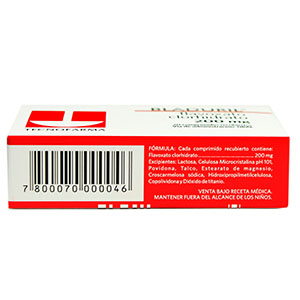 BLADURIL
clorhidrato
200 mg
TECNOFARMA
FÓRMULA: Cada comprimido recubierto contiene:
Flavoxato clorhidrato.................................... 200 mg
Excipientes: Lactosa, Celulosa Microcristalina pH 101,
Povidona, Talco, Estearato de magnesio,
Croscarmelosa sódica, Hidroxipropilmetilcelulosa,
Copolividona y Dióxido de titanio.
VENTA BAJO RECETA MÉDICA.
MANTENER FUERA DEL ALCANCE DE LOS NIÑOS.
7 800070 000046